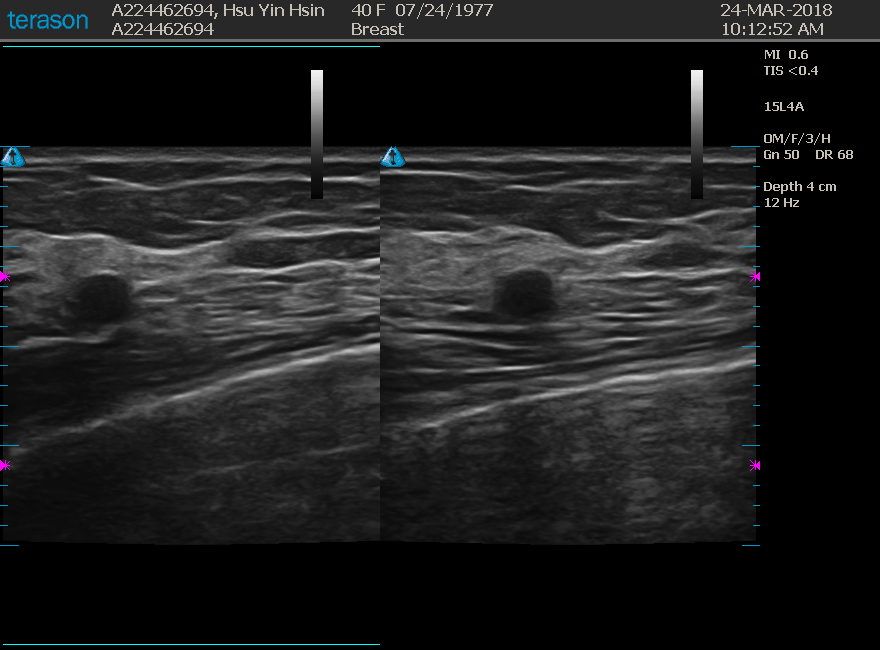 terason
A224462694, Hsu Yin Hsin 40 F 07/24/1977 24-MAR-2018
A224462694 Breast 10:12:52 AM
MI 0.6
TIS <0.4
15L4A
OM/F/3/H
Gn 50 DR 68
Depth 4 cm
12 Hz